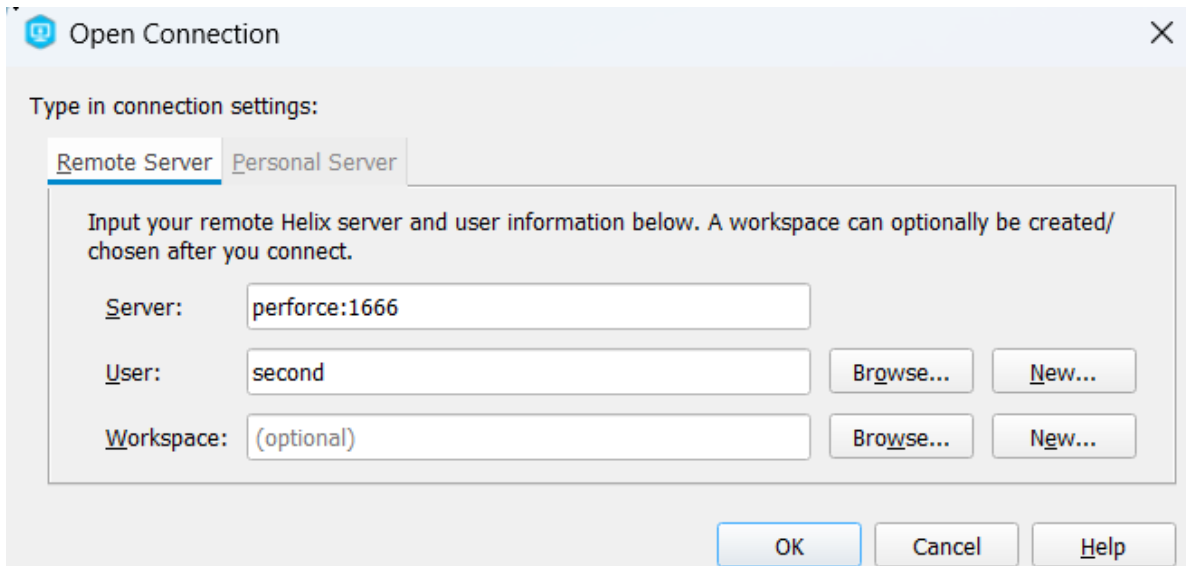 Open Connection
Type in connection settings:
Remote Server Personal Server
Input your remote Helix server and user information below. A workspace can optionally be created/
chosen after you connect.
Server: perforce:1666
User: second Browse... New...
Workspace: (optional) Browse... New...
OK Cancel Help